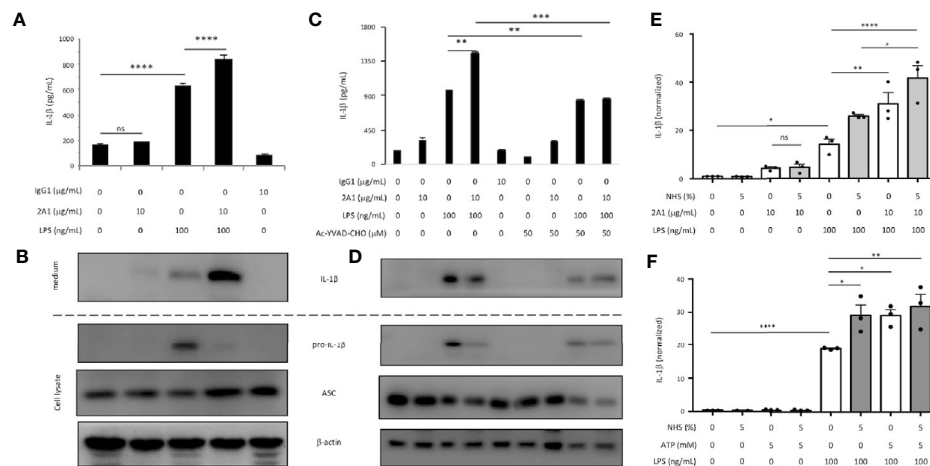 A
****
****
ns
IL-1β (pg/mL)
1000
800
600
400
200
0
IgG1 (μg/mL) 0 0 0 0 10
2A1 (μg/mL) 0 10 0 10 0
LPS (ng/mL) 0 0 100 100 0
C
***
**
**
IL-1β (pg/mL)
1800
1350
900
450
0
IgG1 (μg/mL) 0 0 0 0 10 0 0 0 0
2A1 (μg/mL) 0 10 0 10 0 0 10 0 10
LPS (ng/mL) 0 0 100 100 0 0 0 100 100
Ac-YVAD-CHO (μM) 0 0 0 0 0 50 50 50 50
E
****
**
*
ns
IL-1β (normalized)
60
40
20
0
NHS (%) 0 5 0 5 0 5 0 5
2A1 (μg/mL) 0 0 10 10 0 0 10 10
LPS (ng/mL) 0 0 0 0 100 100 100 100
B
medium
Cell lysate
D
IL-1β
pro-IL-1β
ASC
β-actin
F
**
*
*
****
IL-1β (normalized)
40
30
20
10
0
NHS (%) 0 5 0 5 0 5 0 5
ATP (mM) 0 0 5 5 0 0 5 5
LPS (ng/mL) 0 0 0 0 100 100 100 100